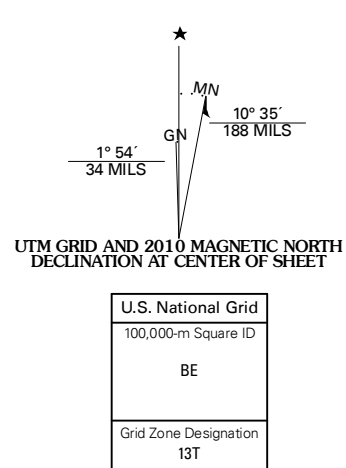 ★
MN
10° 35´
188 MILS
GN
1° 54´
34 MILS
UTM GRID AND 2010 MAGNETIC NORTH
DECLINATION AT CENTER OF SHEET
U.S. National Grid
100,000-m Square ID
BE
Grid Zone Designation
13T